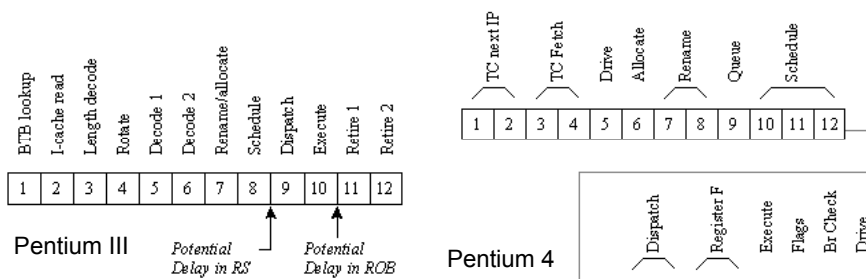 BTB lookup
I-cache read
Length decode
Rotate
Decode 1
Decode 2
Rename/allocate
Schedule
Dispatch
Execute
Retire 1
Retire 2
1 2 3 4 5 6 7 8 9 10 11 12
Pentium III
Potential
Delay in RS
Potential
Delay in ROB
TC next IP
TC Fetch
Drive
Allocate
Rename
Queue
Schedule
1 2 3 4 5 6 7 8 9 10 11 12
Pentium 4
Dispatch
Register F
Execute
Flags
Br Check
Drive